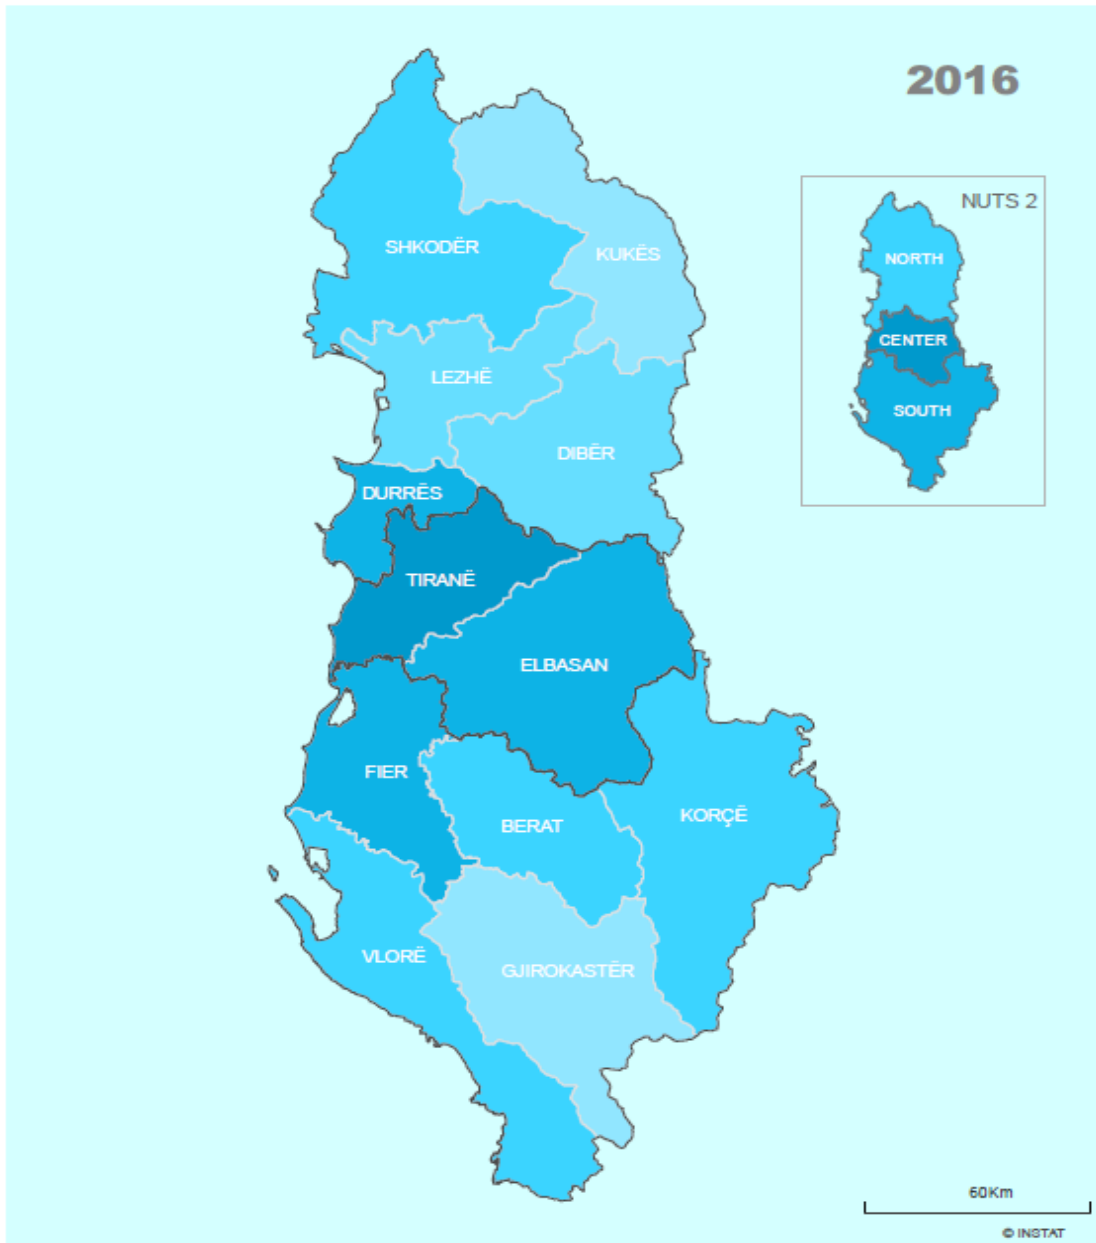 2016
NUTS 2
NORTH
CENTER
SOUTH
SHKODËR
KUKËS
LEZHË
DIBËR
DURRËS
TIRANË
ELBASAN
FIER
BERAT
KORÇË
VLORË
GJIROKASTËR
60Km
© INSTAT